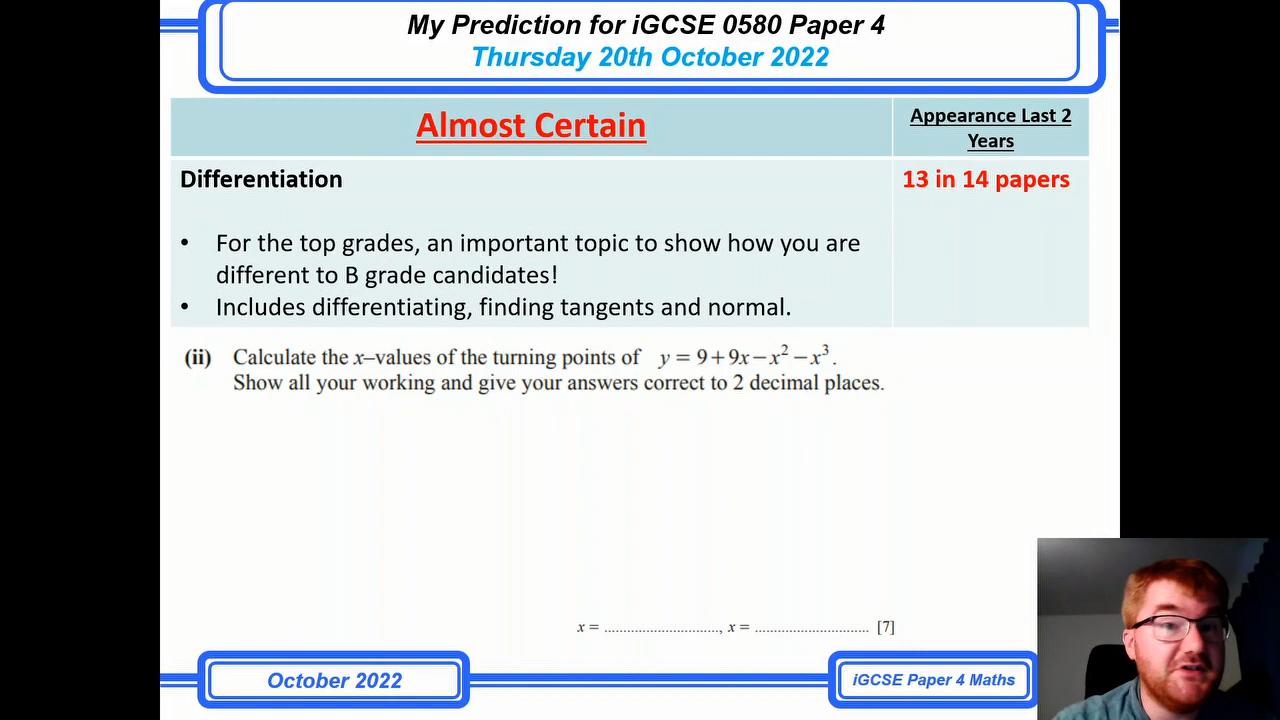 My Prediction for iGCSE 0580 Paper 4
Thursday 20th October 2022
Almost Certain
Appearance Last 2
Years
Differentiation
13 in 14 papers
• For the top grades, an important topic to show how you are
different to B grade candidates!
• Includes differentiating, finding tangents and normal.
(ii) Calculate the x–values of the turning points of y = 9 + 9x − x² − x³.
Show all your working and give your answers correct to 2 decimal places.
x = .............................., x = .............................. [7]
October 2022
iGCSE Paper 4 Maths